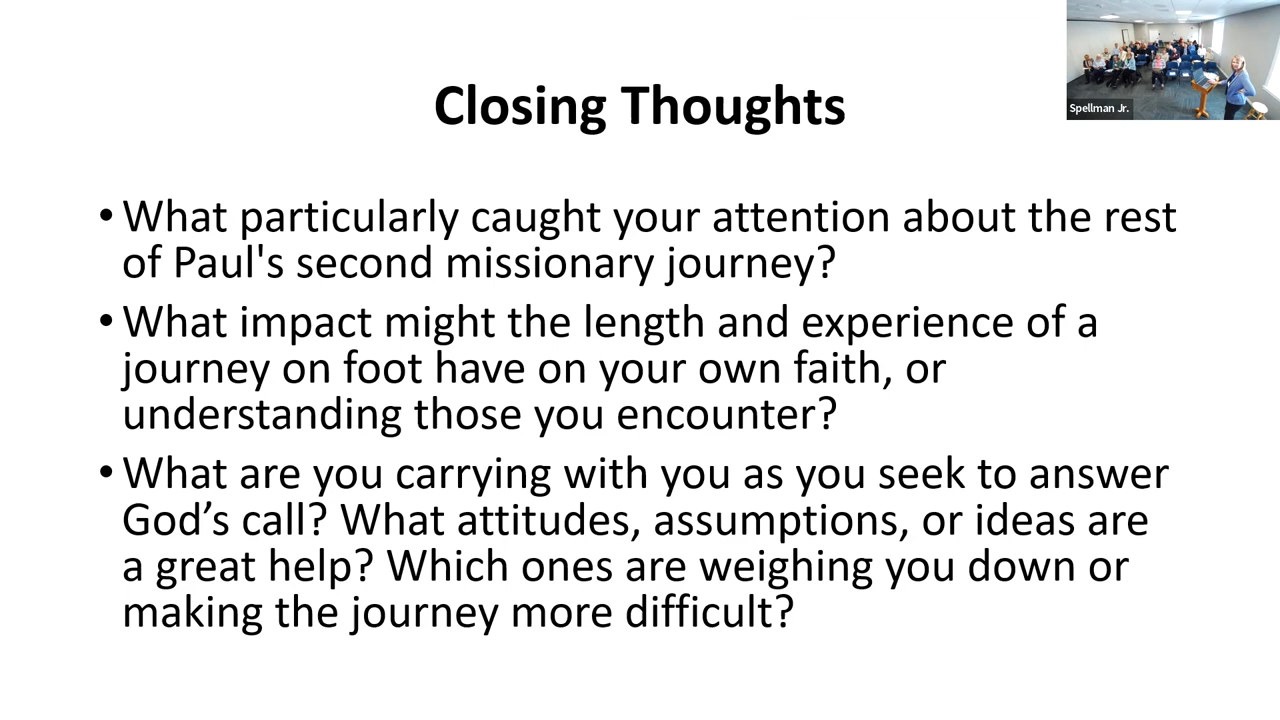 Spellman Jr.
Closing Thoughts
• What particularly caught your attention about the rest
of Paul's second missionary journey?
• What impact might the length and experience of a
journey on foot have on your own faith, or
understanding those you encounter?
• What are you carrying with you as you seek to answer
God’s call? What attitudes, assumptions, or ideas are
a great help? Which ones are weighing you down or
making the journey more difficult?